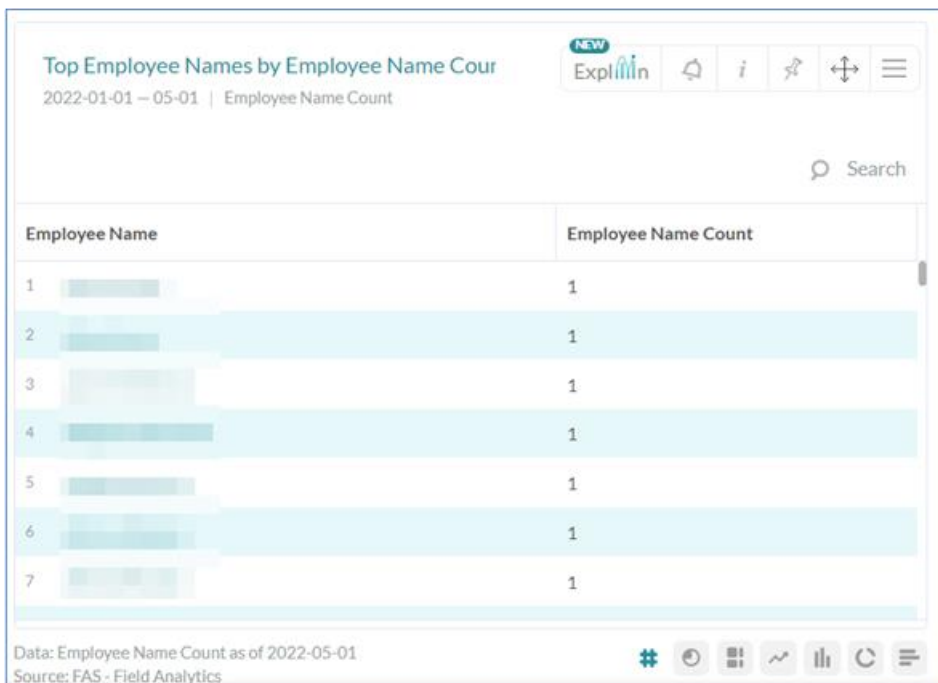 NEW
Top Employee Names by Employee Name Cour
Explain
2022-01-01 — 05-01 | Employee Name Count
Search
Employee Name Employee Name Count
1 1
2 1
3 1
4 1
5 1
6 1
7 1
Data: Employee Name Count as of 2022-05-01
Source: FAS - Field Analytics